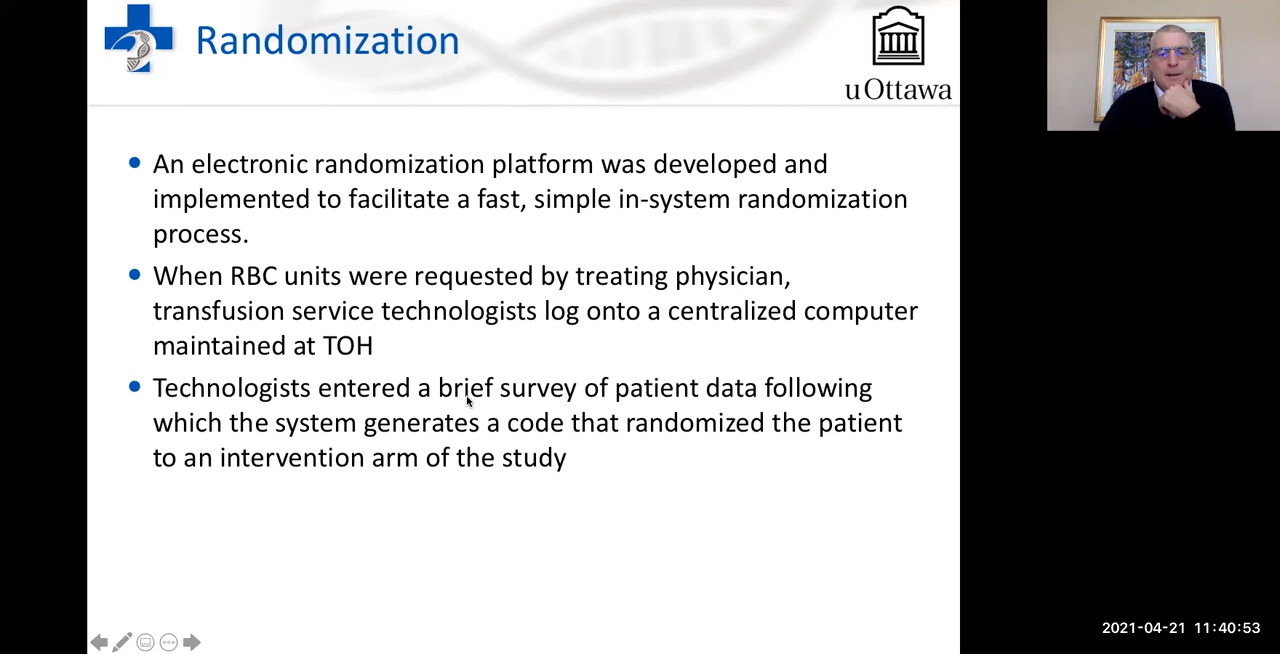 Randomization
uOttawa
An electronic randomization platform was developed and
implemented to facilitate a fast, simple in-system randomization
process.
When RBC units were requested by treating physician,
transfusion service technologists log onto a centralized computer
maintained at TOH
Technologists entered a brief survey of patient data following
which the system generates a code that randomized the patient
to an intervention arm of the study
2021-04-21 11:40:53